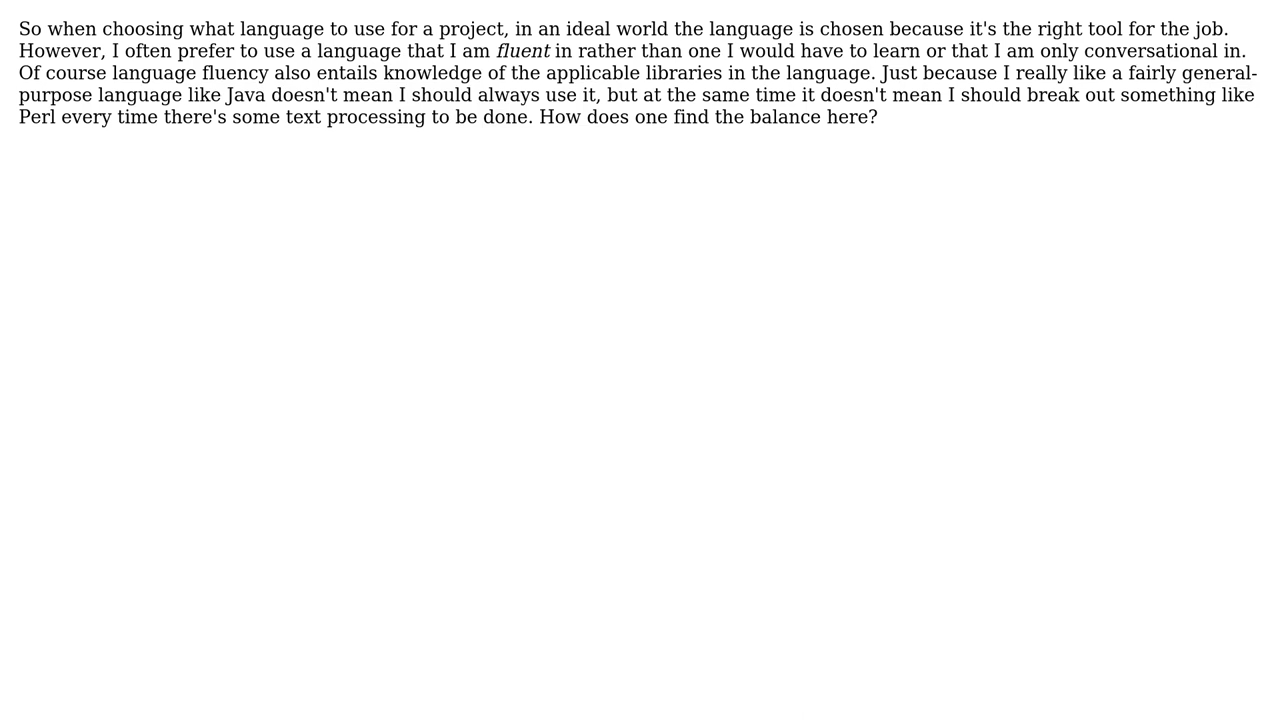 So when choosing what language to use for a project, in an ideal world the language is chosen because it's the right tool for the job.
However, I often prefer to use a language that I am fluent in rather than one I would have to learn or that I am only conversational in.
Of course language fluency also entails knowledge of the applicable libraries in the language. Just because I really like a fairly general-
purpose language like Java doesn't mean I should always use it, but at the same time it doesn't mean I should break out something like
Perl every time there's some text processing to be done. How does one find the balance here?